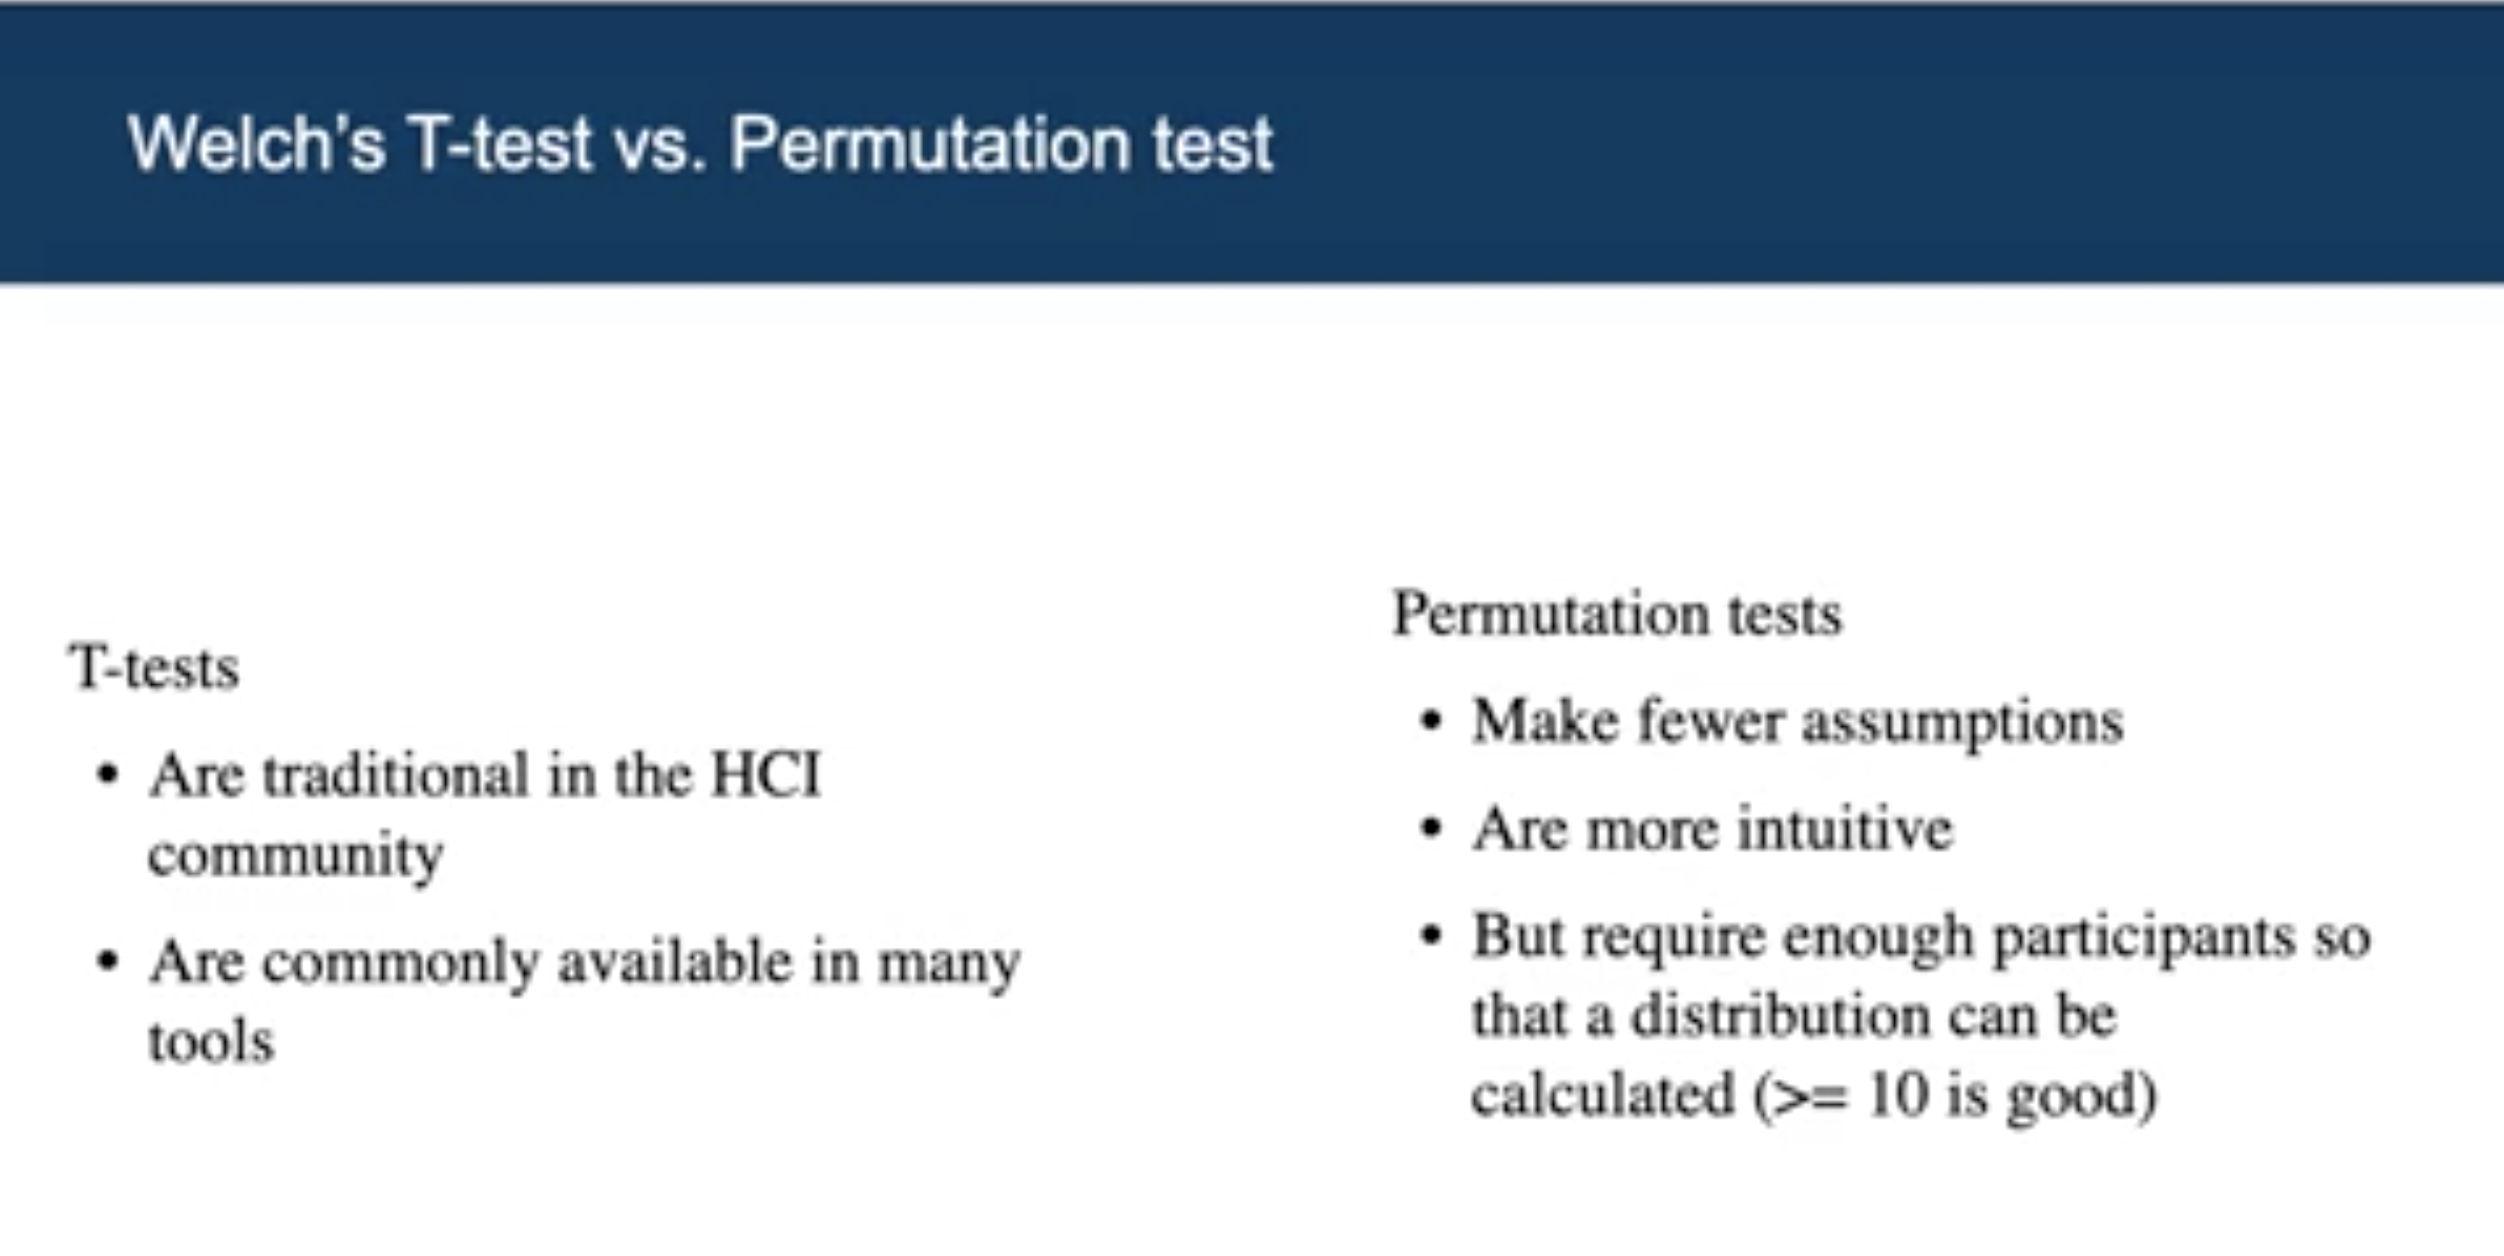 Welch's T-test vs. Permutation test
T-tests
• Are traditional in the HCI
community
• Are commonly available in many
tools
Permutation tests
• Make fewer assumptions
• Are more intuitive
• But require enough participants so
that a distribution can be
calculated (>= 10 is good)